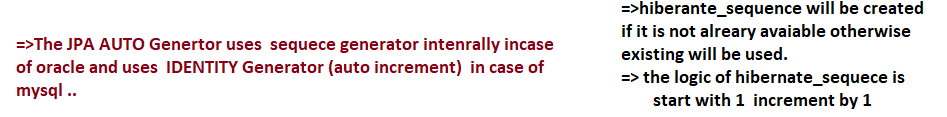 =>The JPA AUTO Genertor uses  sequece generator intenrally incase
of oracle and uses  IDENTITY Generator (auto increment)  in case of
mysql ..
=>hiberante_sequence will be created
if it is not alreary avaiable otherwise
existing will be used.
=> the logic of hibernate_sequece is
start with 1  increment by 1